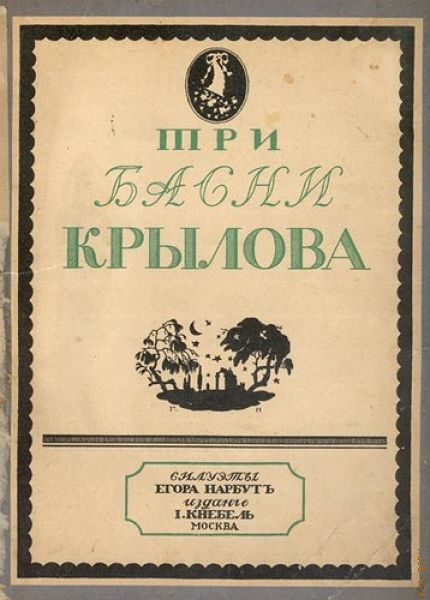 ТРИ
БАСНИ
КРЫЛОВА
Г. Н
СИЛУЭТЫ
ЕГОРА НАРБУТЪ
изданіе
І. КНЕБЕЛЬ
МОСКВА